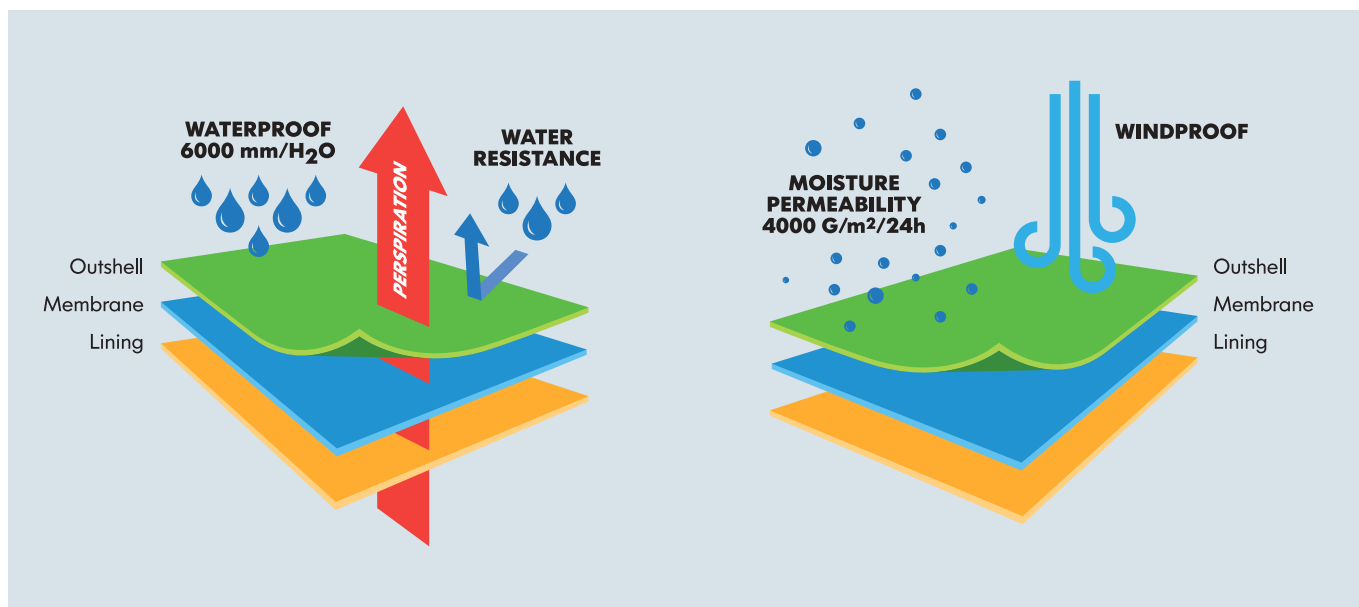 WATERPROOF
6000 mm/H₂O
PERSPIRATION
WATER
RESISTANCE
Outshell
Membrane
Lining
MOISTURE
PERMEABILITY
4000 G/m²/24h
WINDPROOF
Outshell
Membrane
Lining